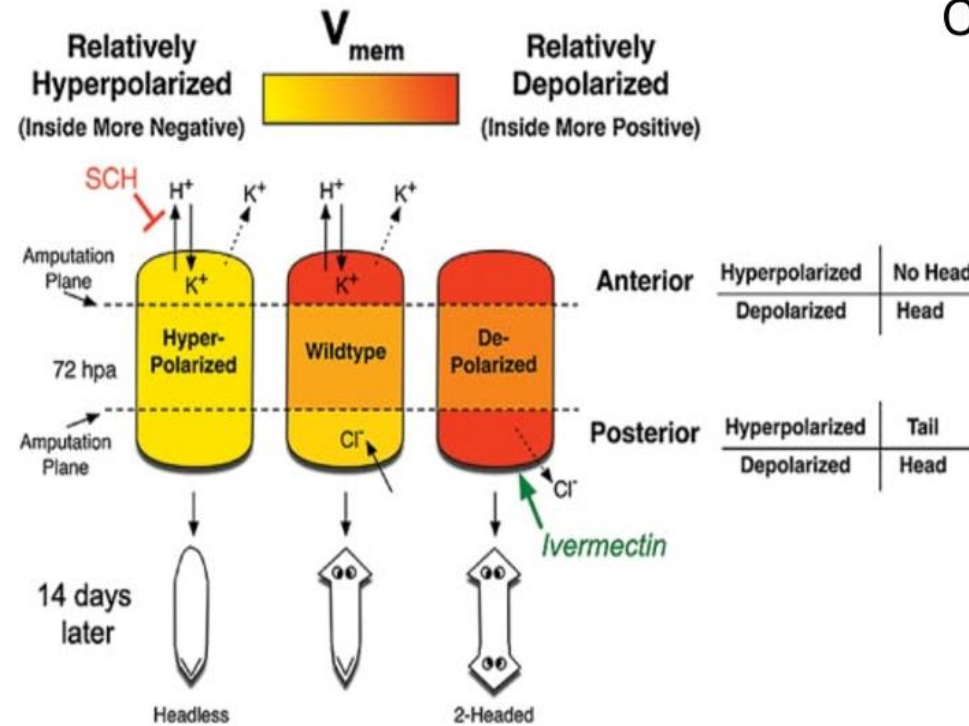 V mem
Relatively
Hyperpolarized
(Inside More Negative)
Relatively
Depolarized
(Inside More Positive)
SCH
H+
K+
H+
K+
Amputation
Plane
K+
K+
Anterior
Hyperpolarized
No Head
Depolarized
Head
72 hpa
Hyper-
Polarized
Wildtype
De-
Polarized
Amputation
Plane
Cl-
Cl-
Posterior
Hyperpolarized
Tail
Depolarized
Head
Ivermectin
14 days
later
Headless
2-Headed